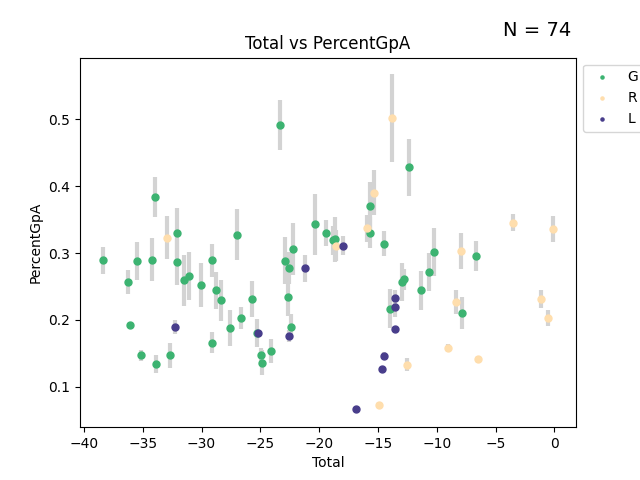 N = 74
Total vs PercentGpA
G
R
L
0.5
0.4
0.3
0.2
0.1
PercentGpA
−40 −35 −30 −25 −20 −15 −10 −5 0
Total